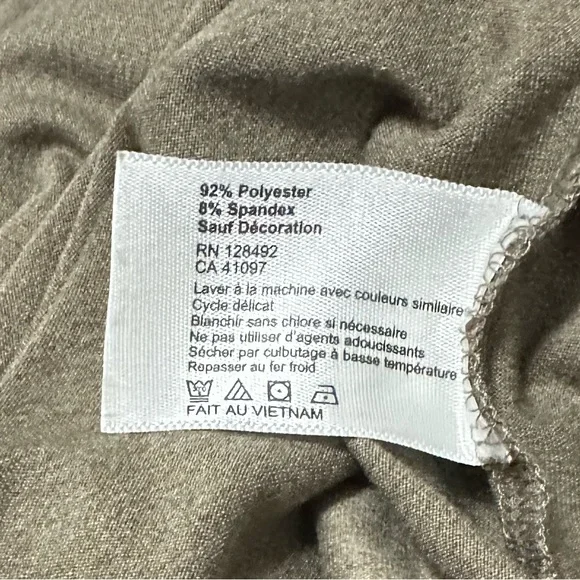 92% Polyester
8% Spandex
Sauf Décoration
RN 128492
CA 41097
Laver à la machine avec couleurs similaire
Cycle délicat
Blanchir sans chlore si nécessaire
Ne pas utiliser d'agents adoucissants
Sécher par culbutage à basse température
Repasser au fer froid
FAIT AU VIETNAM